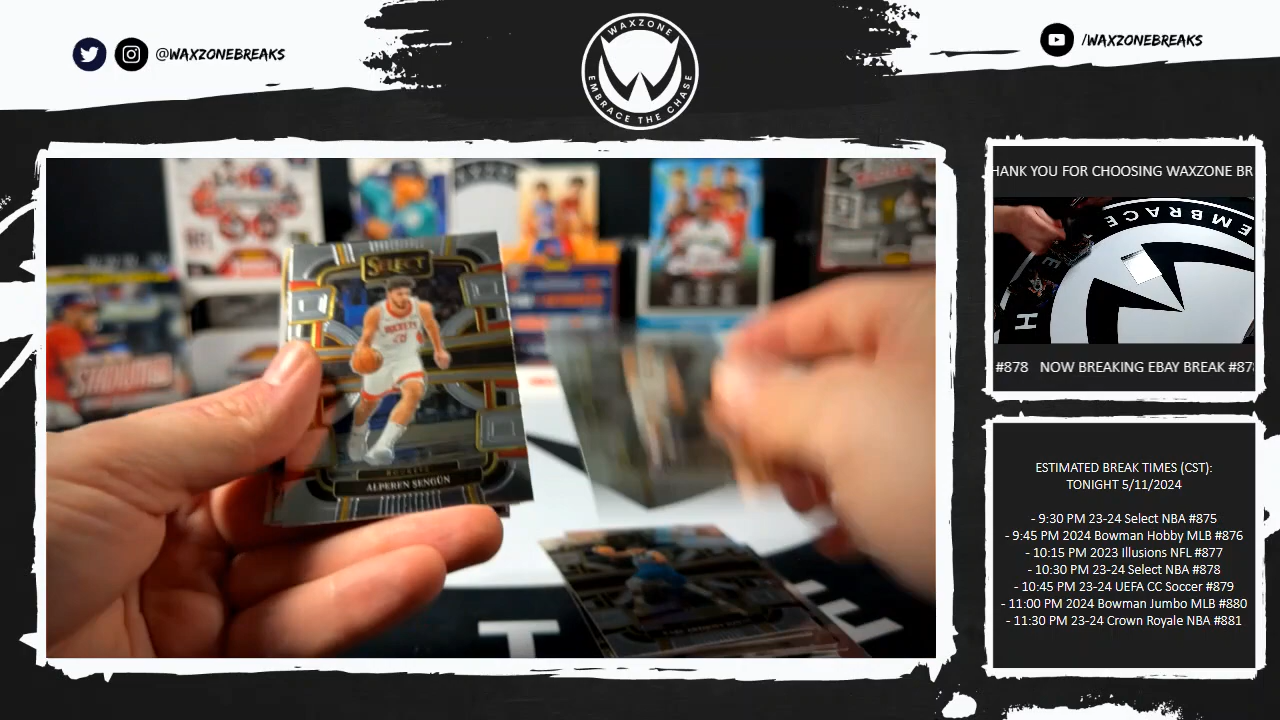 @WAXZONEBREAKS
WAXZONE
EMBRACE THE CHASE
/WAXZONEBREAKS
HANK YOU FOR CHOOSING WAXZONE BR
EMBRACE
H
#878 NOW BREAKING EBAY BREAK #87
SELECT
ROCKETS
ROCKETS
ALPEREN SENGÜN
STADIUM
T
E
ESTIMATED BREAK TIMES (CST):
TONIGHT 5/11/2024
- 9:30 PM 23-24 Select NBA #875
- 9:45 PM 2024 Bowman Hobby MLB #876
- 10:15 PM 2023 Illusions NFL #877
- 10:30 PM 23-24 Select NBA #878
- 10:45 PM 23-24 UEFA CC Soccer #879
- 11:00 PM 2024 Bowman Jumbo MLB #880
- 11:30 PM 23-24 Crown Royale NBA #881